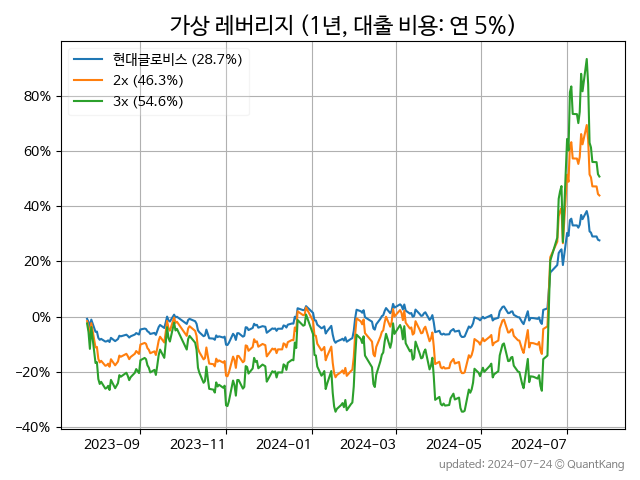 가상 레버리지 (1년, 대출 비용: 연 5%)
현대글로비스 (28.7%)
2x (46.3%)
3x (54.6%)
80%
60%
40%
20%
0%
−20%
−40%
2023-09 2023-11 2024-01 2024-03 2024-05 2024-07
updated: 2024-07-24 © QuantKang